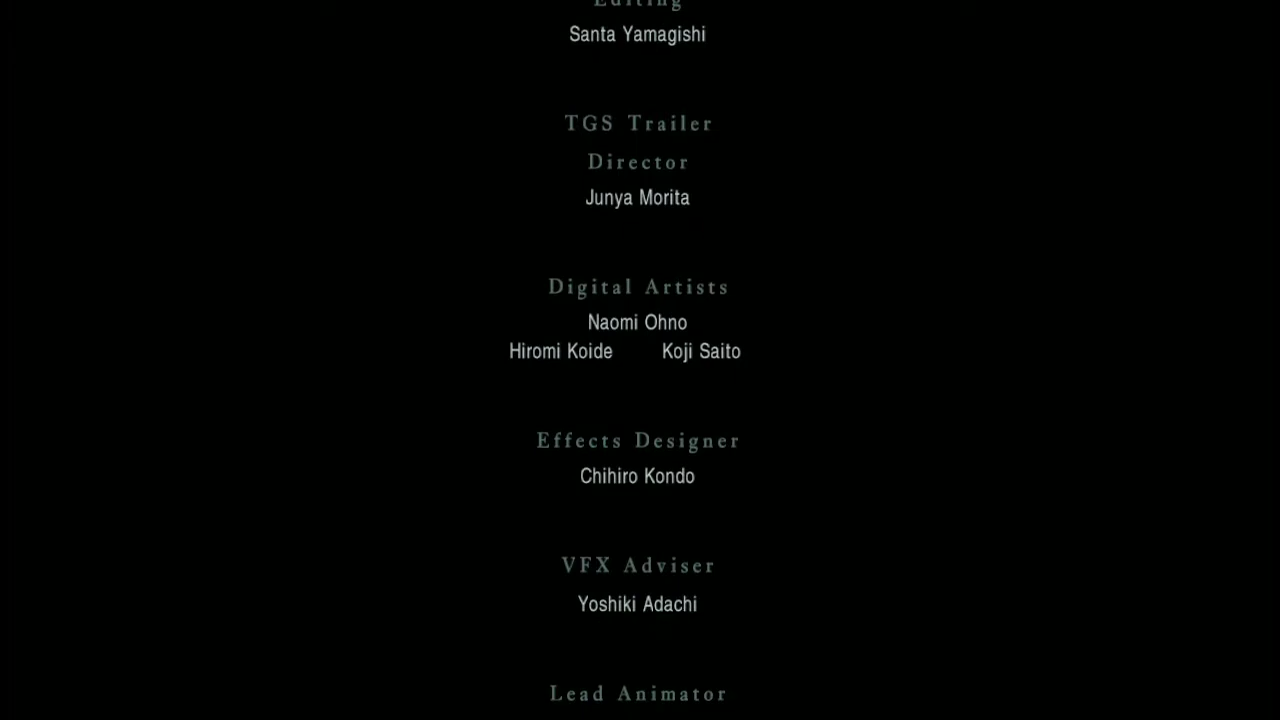 Editing
Santa Yamagishi
TGS Trailer
Director
Junya Morita
Digital Artists
Naomi Ohno
Hiromi Koide Koji Saito
Effects Designer
Chihiro Kondo
VFX Adviser
Yoshiki Adachi
Lead Animator